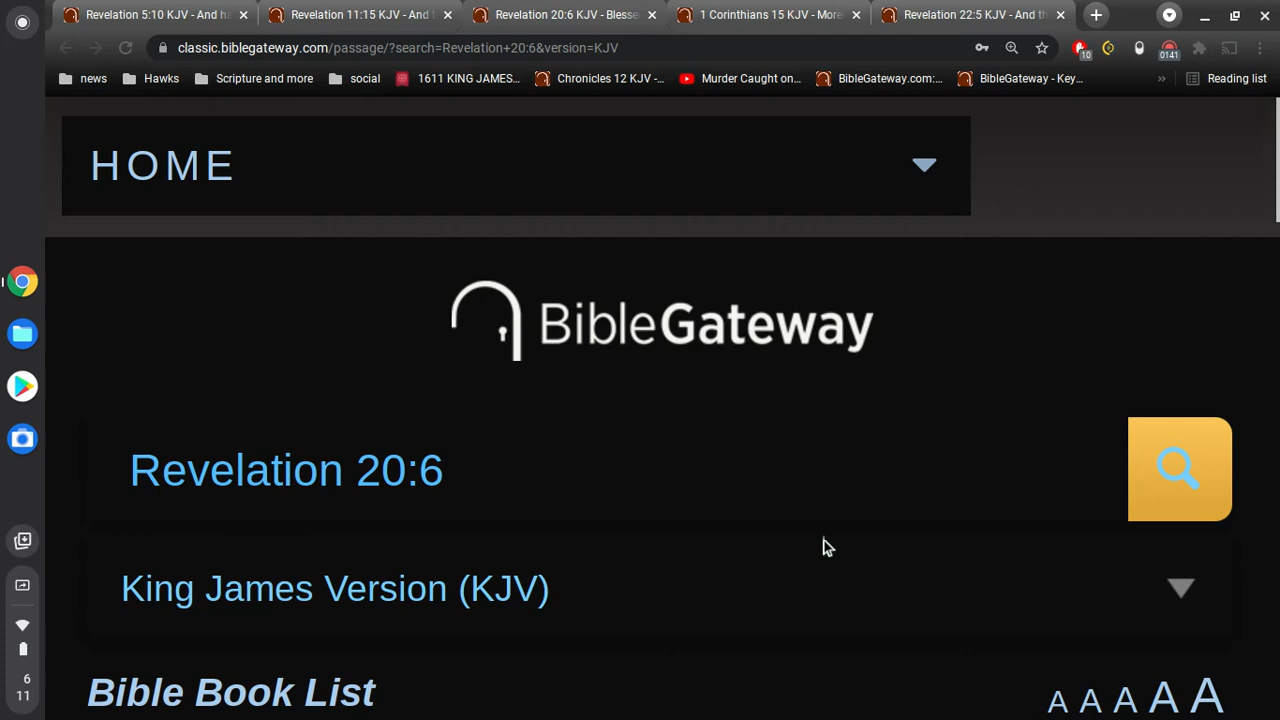 Revelation 5:10 KJV - And ha
Revelation 11:15 KJV - And
Revelation 20:6 KJV - Blesse
1 Corinthians 15 KJV - More
Revelation 22:5 KJV - And th
classic.biblegateway.com/passage/?search=Revelation+20:6&version=KJV
10
0141
news
Hawks
Scripture and more
social
1611 KING JAMES...
Chronicles 12 KJV -...
Murder Caught on...
BibleGateway.com:...
BibleGateway - Key...
»
Reading list
HOME
BibleGateway
Revelation 20:6
King James Version (KJV)
Bible Book List
A A A A A
6
11